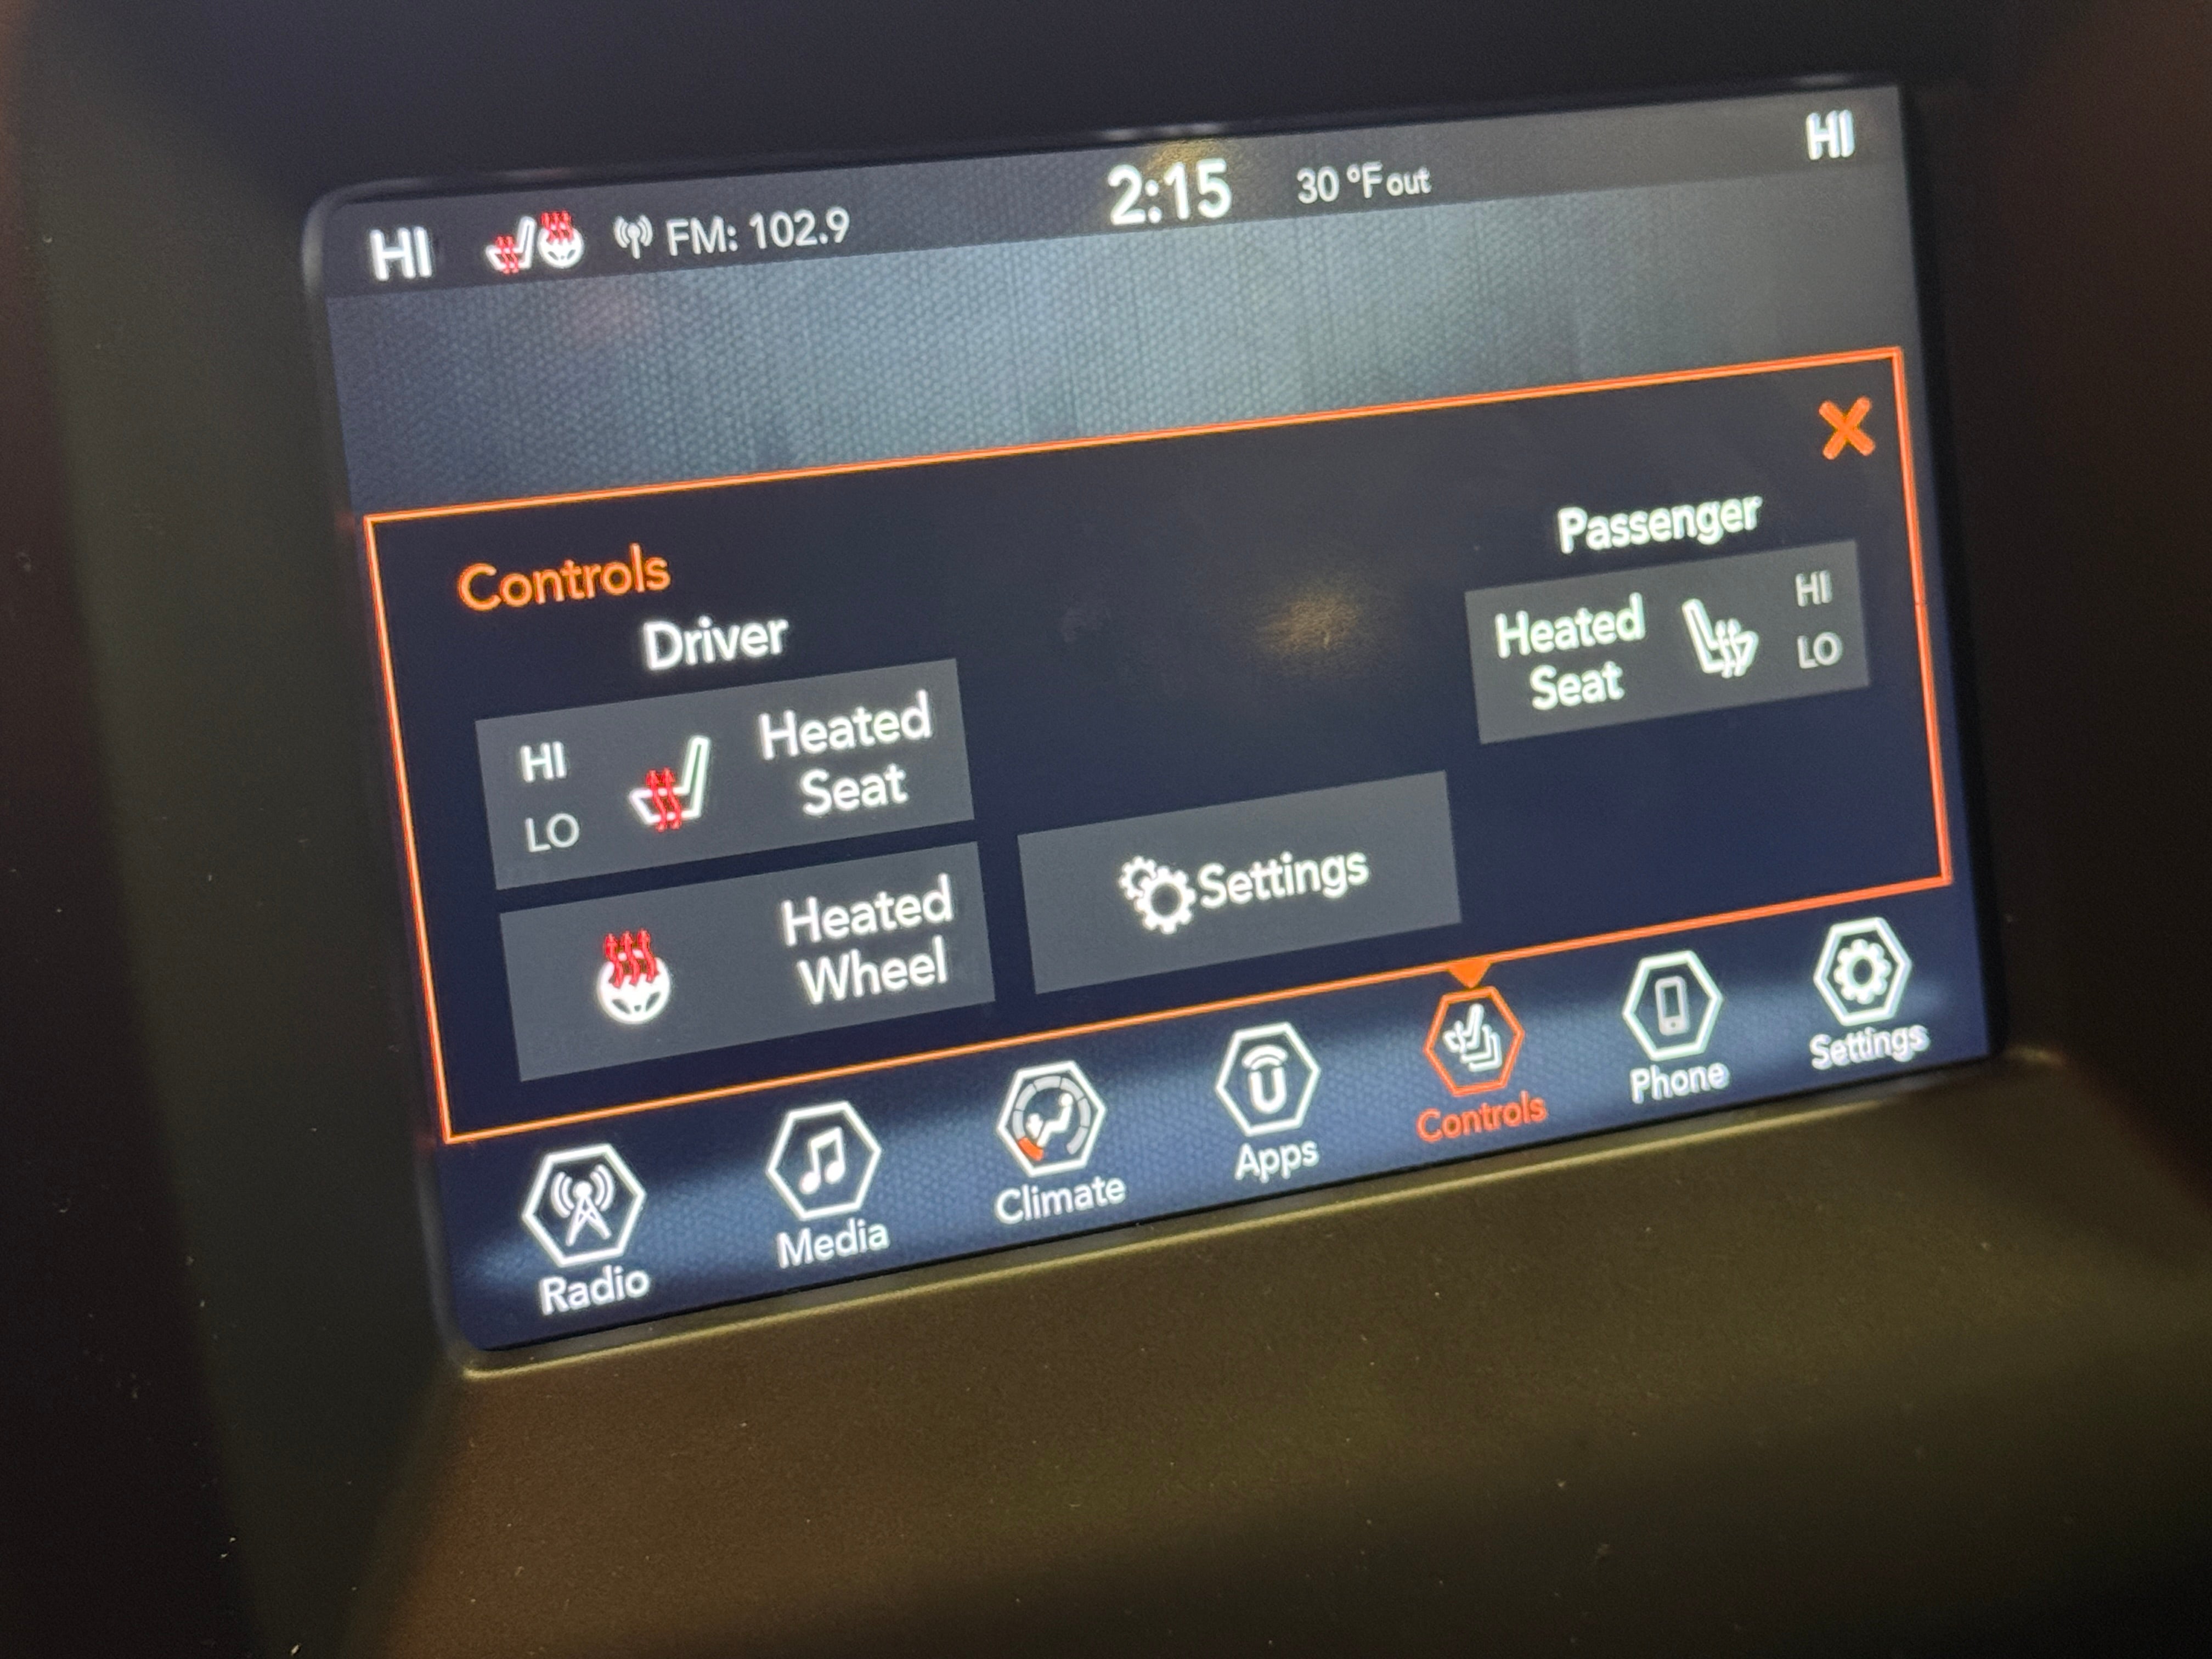 HI FM: 102.9 2:15 30 °F out HI
Controls
Driver
HI
LO
Heated
Seat
Heated
Wheel
Settings
Passenger
Heated
Seat
HI
LO
Radio
Media
Climate
Apps
Controls
Phone
Settings